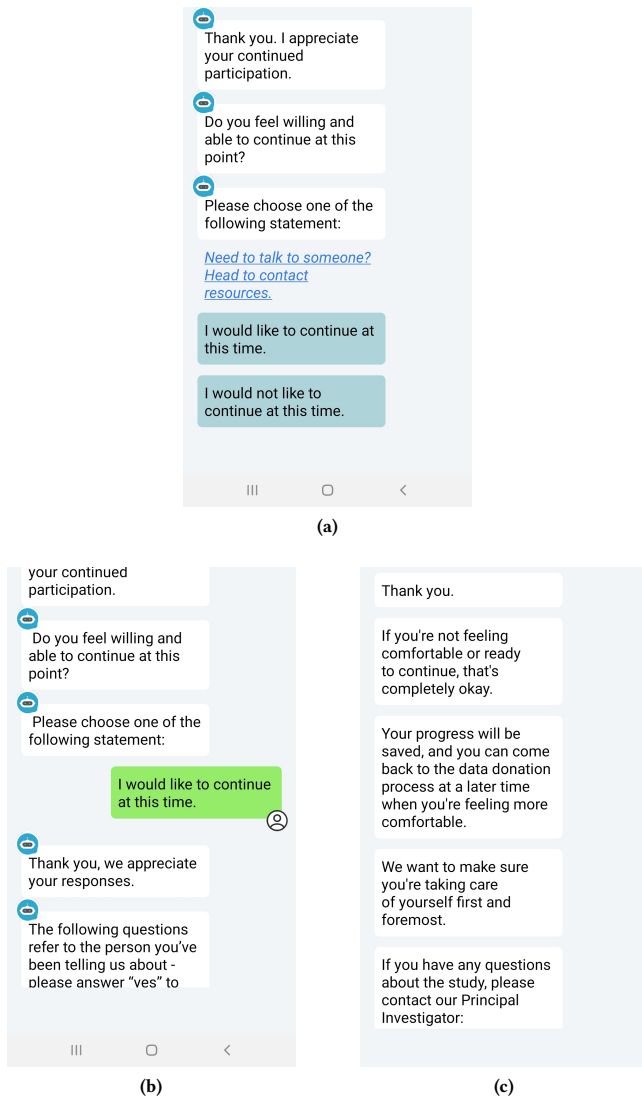 Thank you. I appreciate
your continued
participation.
Do you feel willing and
able to continue at this
point?
Please choose one of the
following statement:
Need to talk to someone?
Head to contact
resources.
I would like to continue at
this time.
I would not like to
continue at this time.
(a)
your continued
participation.
Do you feel willing and
able to continue at this
point?
Please choose one of the
following statement:
I would like to continue
at this time.
Thank you, we appreciate
your responses.
The following questions
refer to the person you’ve
been telling us about -
please answer “yes” to
(b)
Thank you.
If you're not feeling
comfortable or ready
to continue, that's
completely okay.
Your progress will be
saved, and you can come
back to the data donation
process at a later time
when you're feeling more
comfortable.
We want to make sure
you're taking care
of yourself first and
foremost.
If you have any questions
about the study, please
contact our Principal
Investigator:
(c)